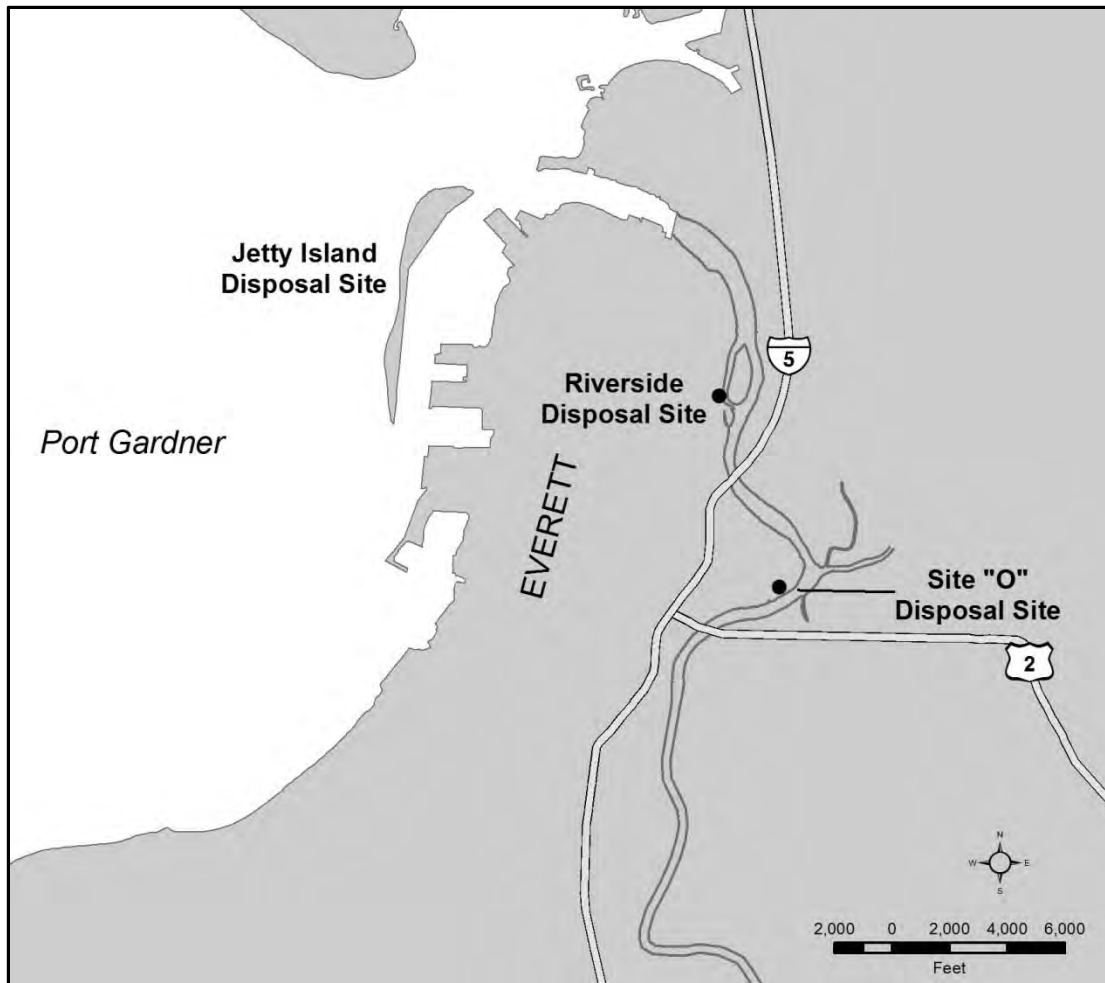 Jetty Island
Disposal Site
5
Riverside
Disposal Site
Port Gardner
EVERETT
Site "O"
Disposal Site
2
N
W E
S
2,000 0 2,000 4,000 6,000
Feet